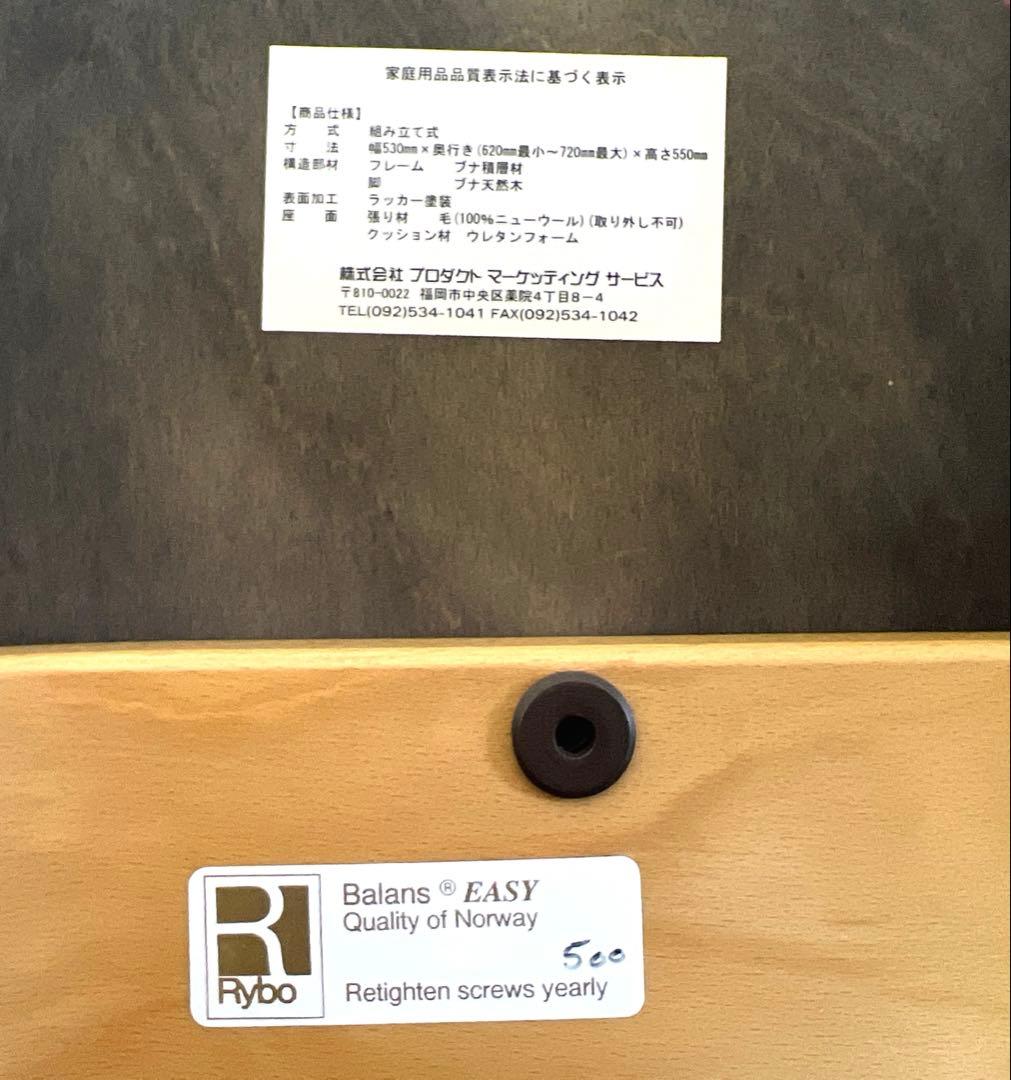 家庭用品品質表示法に基づく表示
【商品仕様】
方 式 組み立て式
寸 法 幅530mm×奥行き(620mm最小～720mm最大)×高さ550mm
構造部材 フレーム ブナ積層材
脚 ブナ天然木
表面加工 ラッカー塗装
座 面 張り材 毛(100%ニューウール)(取り外し不可)
クッション材 ウレタンフォーム
株式会社 プロダクト マーケッティング サービス
〒810-0022 福岡市中央区薬院4丁目8-4
TEL(092)534-1041 FAX(092)534-1042
R
Rybo
Balans ® EASY
Quality of Norway
500
Retighten screws yearly